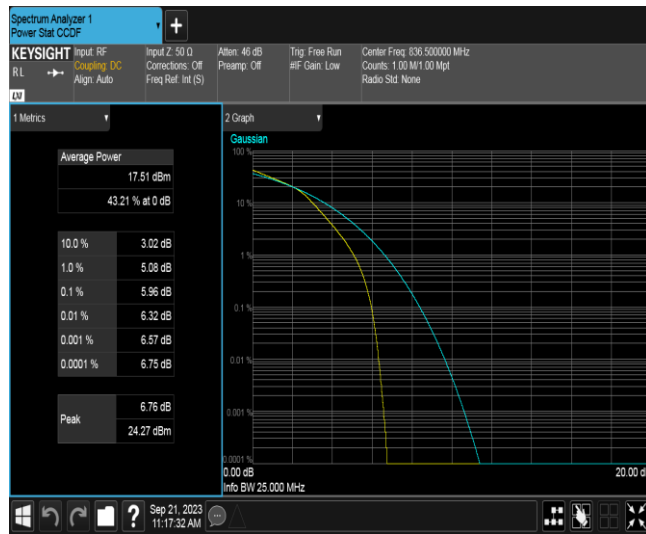 Spectrum Analyzer 1
Power Stat CCDF
+
KEYSIGHT
RL
LXI
Input: RF
Coupling: DC
Align: Auto
Input Z: 50 Ω
Corrections: Off
Freq Ref: Int (S)
Atten: 46 dB
Preamp: Off
Trig: Free Run
#IF Gain: Low
Center Freq: 836.500000 MHz
Counts: 1.00 M/1.00 Mpt
Radio Std: None
1 Metrics
Average Power
17.51 dBm
43.21 % at 0 dB
10.0 % 3.02 dB
1.0 % 5.08 dB
0.1 % 5.96 dB
0.01 % 6.32 dB
0.001 % 6.57 dB
0.0001 % 6.75 dB
Peak
6.76 dB
24.27 dBm
2 Graph
Gaussian
100 %
10 %
1 %
0.1 %
0.01 %
0.001 %
0.0001 %
0.00 dB
20.00 d
Info BW 25.000 MHz
?
Sep 21, 2023
11:17:32 AM